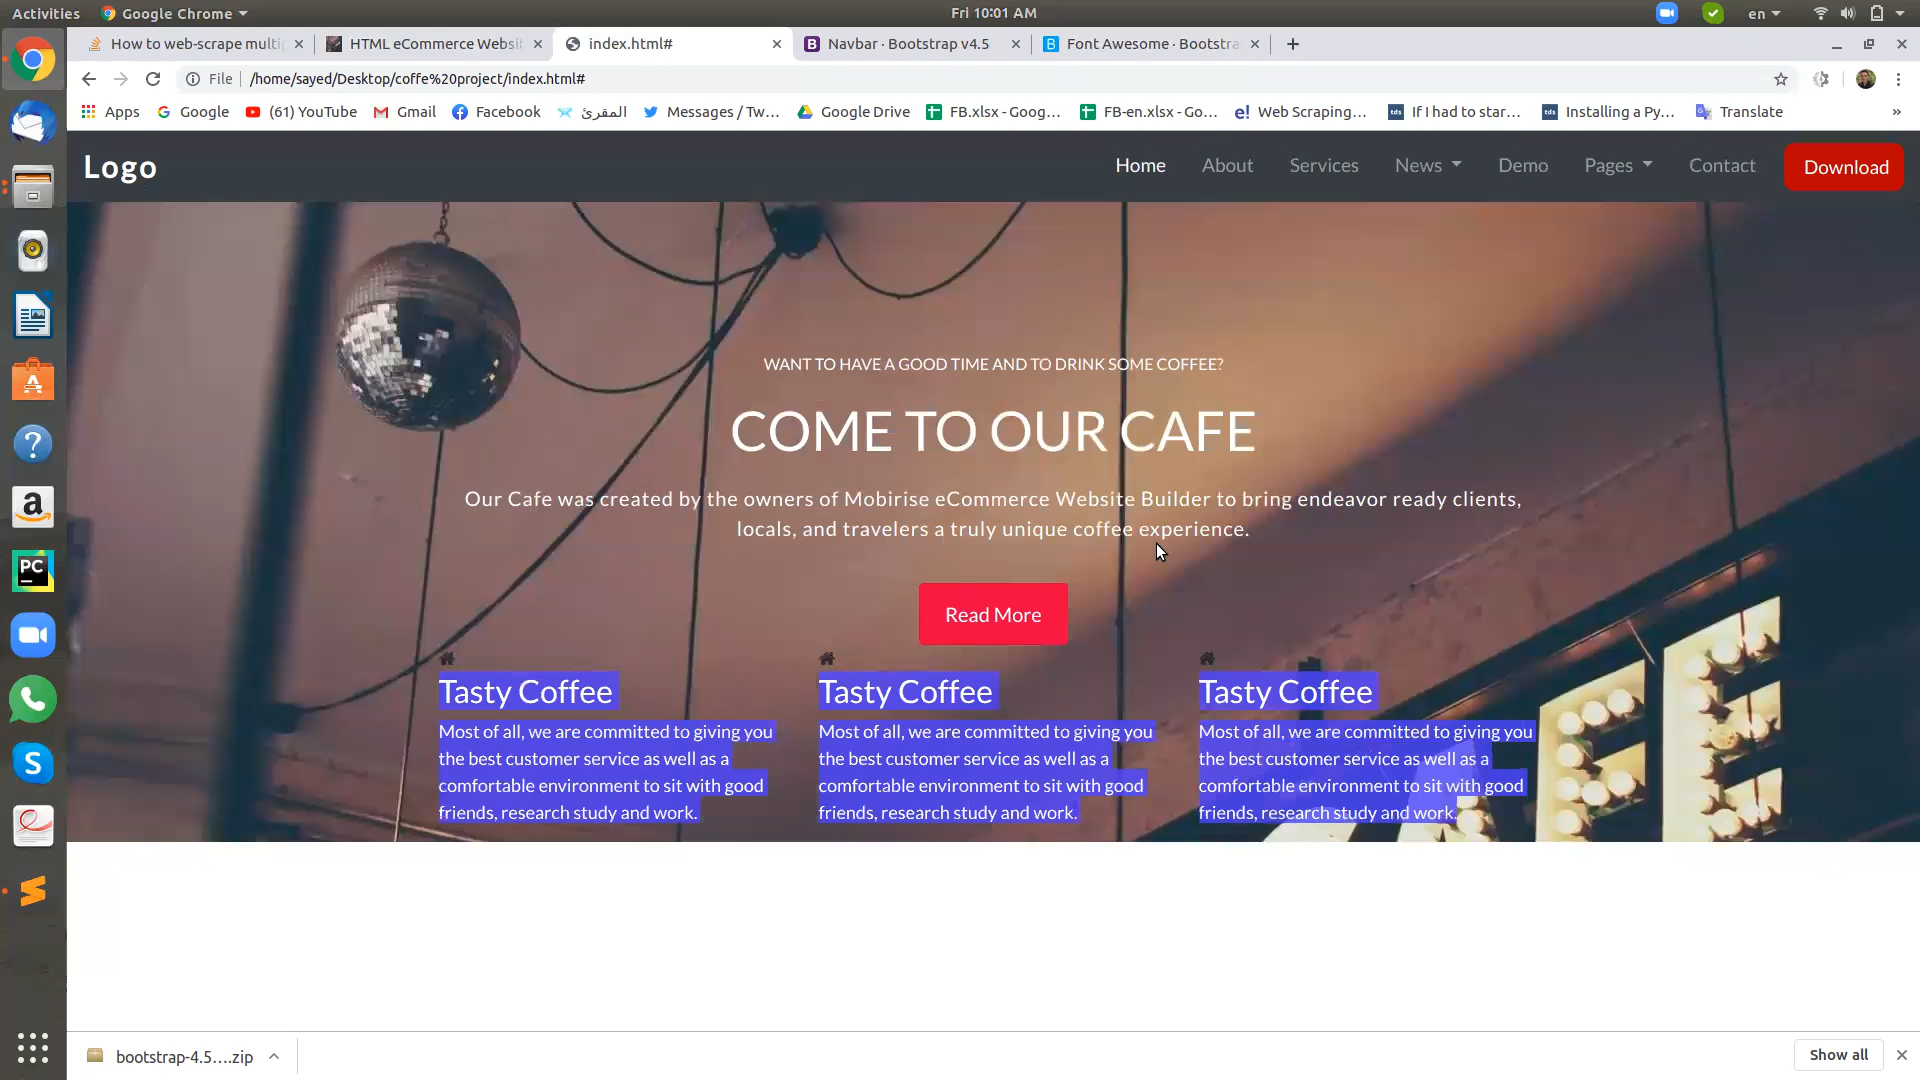 Activities
Google Chrome
Fri 10:01 AM
en
How to web-scrape multip
HTML eCommerce Websit
index.html#
Navbar · Bootstrap v4.5
Font Awesome · Bootstra
File
/home/sayed/Desktop/coffe%20project/index.html#
Apps
Google
(61) YouTube
Gmail
Facebook
المقرئ
Messages / Tw...
Google Drive
FB.xlsx - Goog...
FB-en.xlsx - Go...
Web Scraping...
If I had to star...
Installing a Py...
Translate
Logo
Home
About
Services
News
Demo
Pages
Contact
Download
WANT TO HAVE A GOOD TIME AND TO DRINK SOME COFFEE?
COME TO OUR CAFE
Our Cafe was created by the owners of Mobirise eCommerce Website Builder to bring endeavor ready clients,
locals, and travelers a truly unique coffee experience.
Read More
Tasty Coffee
Most of all, we are committed to giving you
the best customer service as well as a
comfortable environment to sit with good
friends, research study and work.
Tasty Coffee
Most of all, we are committed to giving you
the best customer service as well as a
comfortable environment to sit with good
friends, research study and work.
Tasty Coffee
Most of all, we are committed to giving you
the best customer service as well as a
comfortable environment to sit with good
friends, research study and work.
bootstrap-4.5....zip
Show all